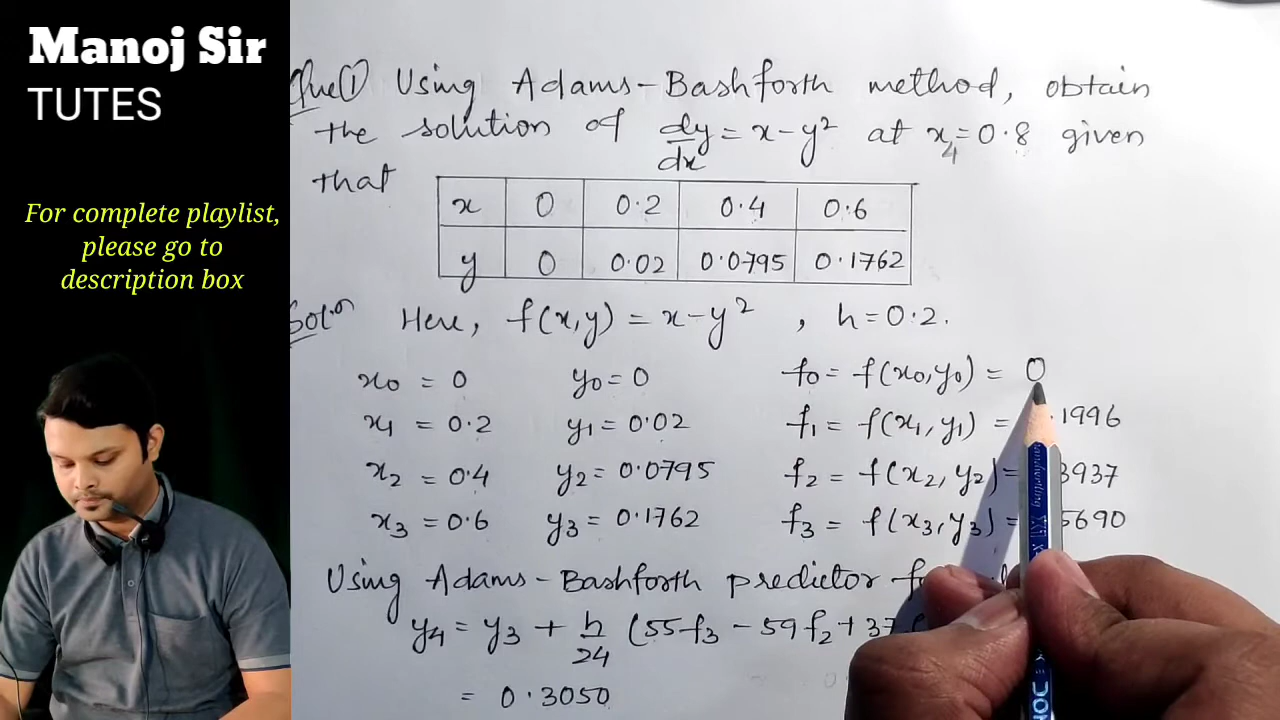 Manoj Sir
TUTES
For complete playlist,
please go to
description box
Que① Using Adams-Bashforth method, obtain
the solution of dy/dx = x - y² at x₄ = 0.8 given
that
x 0 0.2 0.4 0.6
y 0 0.02 0.0795 0.1762
Solⁿ Here, f(x,y) = x - y² , h = 0.2.
x₀ = 0 y₀ = 0 f₀ = f(x₀,y₀) = 0
x₁ = 0.2 y₁ = 0.02 f₁ = f(x₁,y₁) = .1996
x₂ = 0.4 y₂ = 0.0795 f₂ = f(x₂,y₂) = 3937
x₃ = 0.6 y₃ = 0.1762 f₃ = f(x₃,y₃) = 5690
Using Adams-Bashforth predictor
y₄ = y₃ + h/24 (55f₃ - 59f₂ + 37
= 0.3050